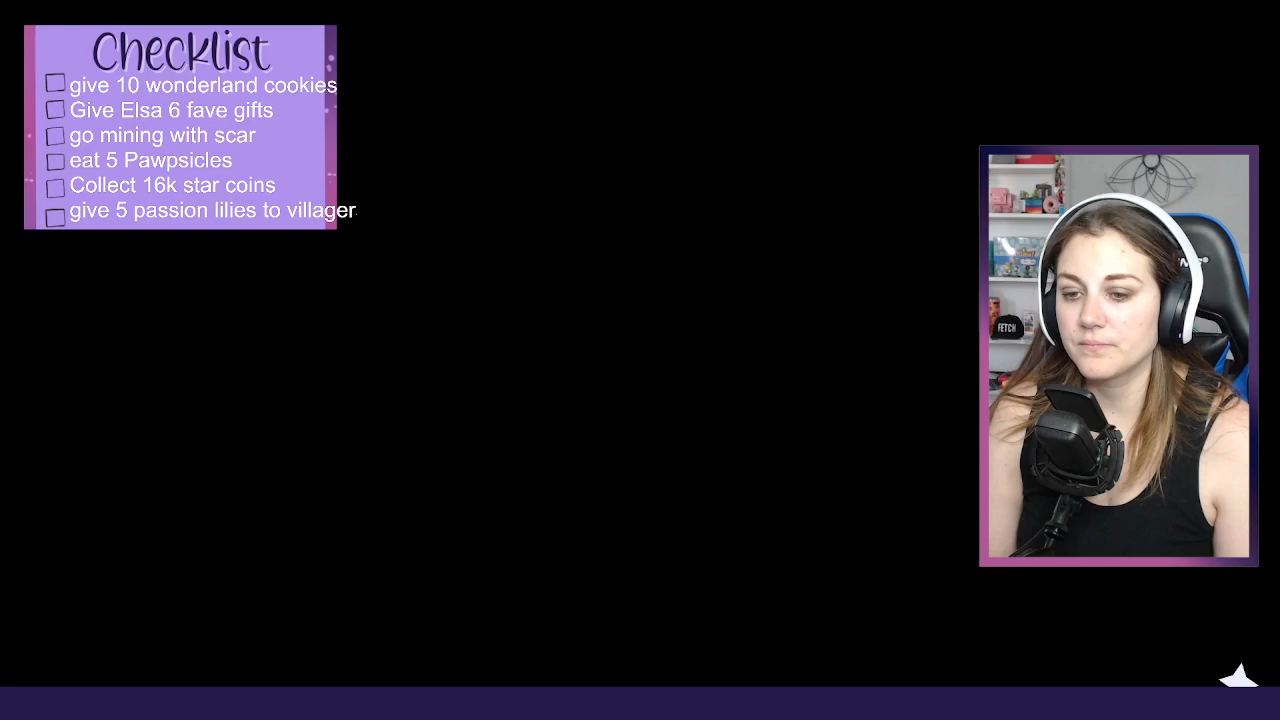 Checklist
give 10 wonderland cookies
Give Elsa 6 fave gifts
go mining with scar
eat 5 Pawpsicles
Collect 16k star coins
give 5 passion lilies to villager
FETCH